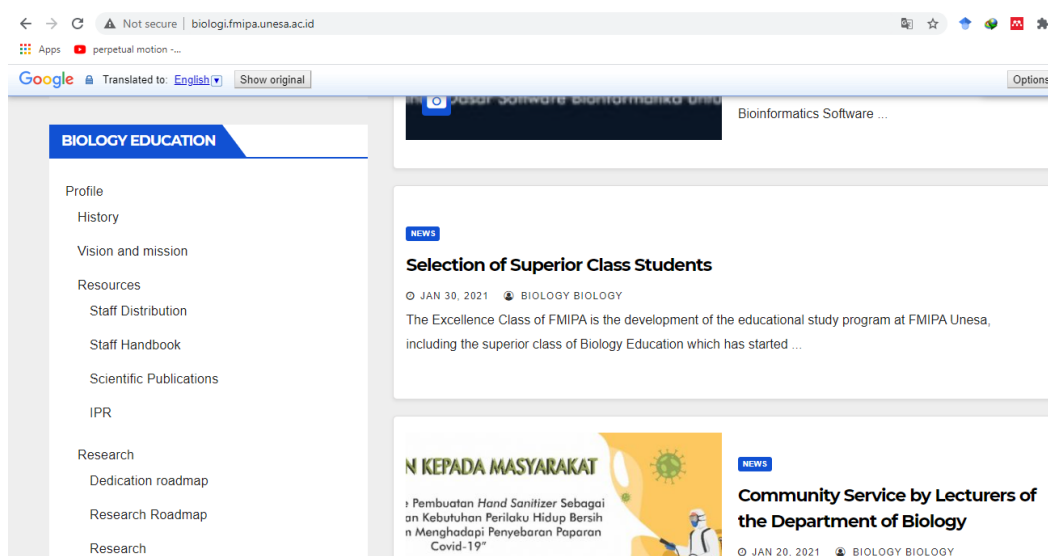 Not secure | biologi.fmipa.unesa.ac.id
Apps perpetual motion -...
Google Translated to: English Show original Options
Dasar Software Bionformatika
Bioinformatics Software ...
BIOLOGY EDUCATION
Profile
History
Vision and mission
Resources
Staff Distribution
Staff Handbook
Scientific Publications
IPR
Research
Dedication roadmap
Research Roadmap
Research
NEWS
Selection of Superior Class Students
JAN 30, 2021 BIOLOGY BIOLOGY
The Excellence Class of FMIPA is the development of the educational study program at FMIPA Unesa,
including the superior class of Biology Education which has started ...
N KEPADA MASYARAKAT
Pembuatan Hand Sanitizer Sebagai
an Kebutuhan Perilaku Hidup Bersih
n Menghadapi Penyebaran Paparan
Covid-19"
NEWS
Community Service by Lecturers of
the Department of Biology
JAN 20, 2021 BIOLOGY BIOLOGY